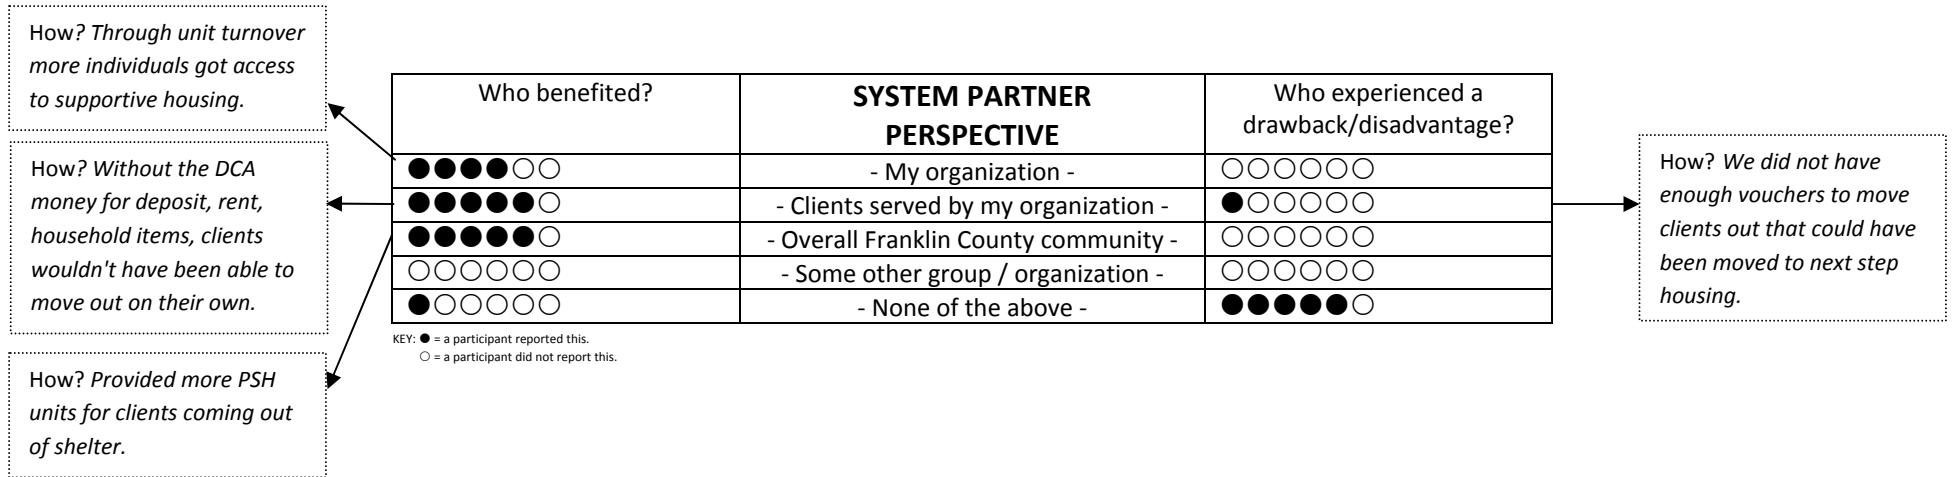 How? Through unit turnover
more individuals got access
to supportive housing.
How? Without the DCA
money for deposit, rent,
household items, clients
wouldn't have been able to
move out on their own.
How? Provided more PSH
units for clients coming out
of shelter.
Who benefited?
SYSTEM PARTNER
PERSPECTIVE
Who experienced a
drawback/disadvantage?
●●●●○○ - My organization - ○○○○○○
●●●●●○ - Clients served by my organization - ●○○○○○
●●●●●○ - Overall Franklin County community - ○○○○○○
○○○○○○ - Some other group / organization - ○○○○○○
●○○○○○ - None of the above - ●●●●●○
KEY: ● = a participant reported this.
○ = a participant did not report this.
How? We did not have
enough vouchers to move
clients out that could have
been moved to next step
housing.